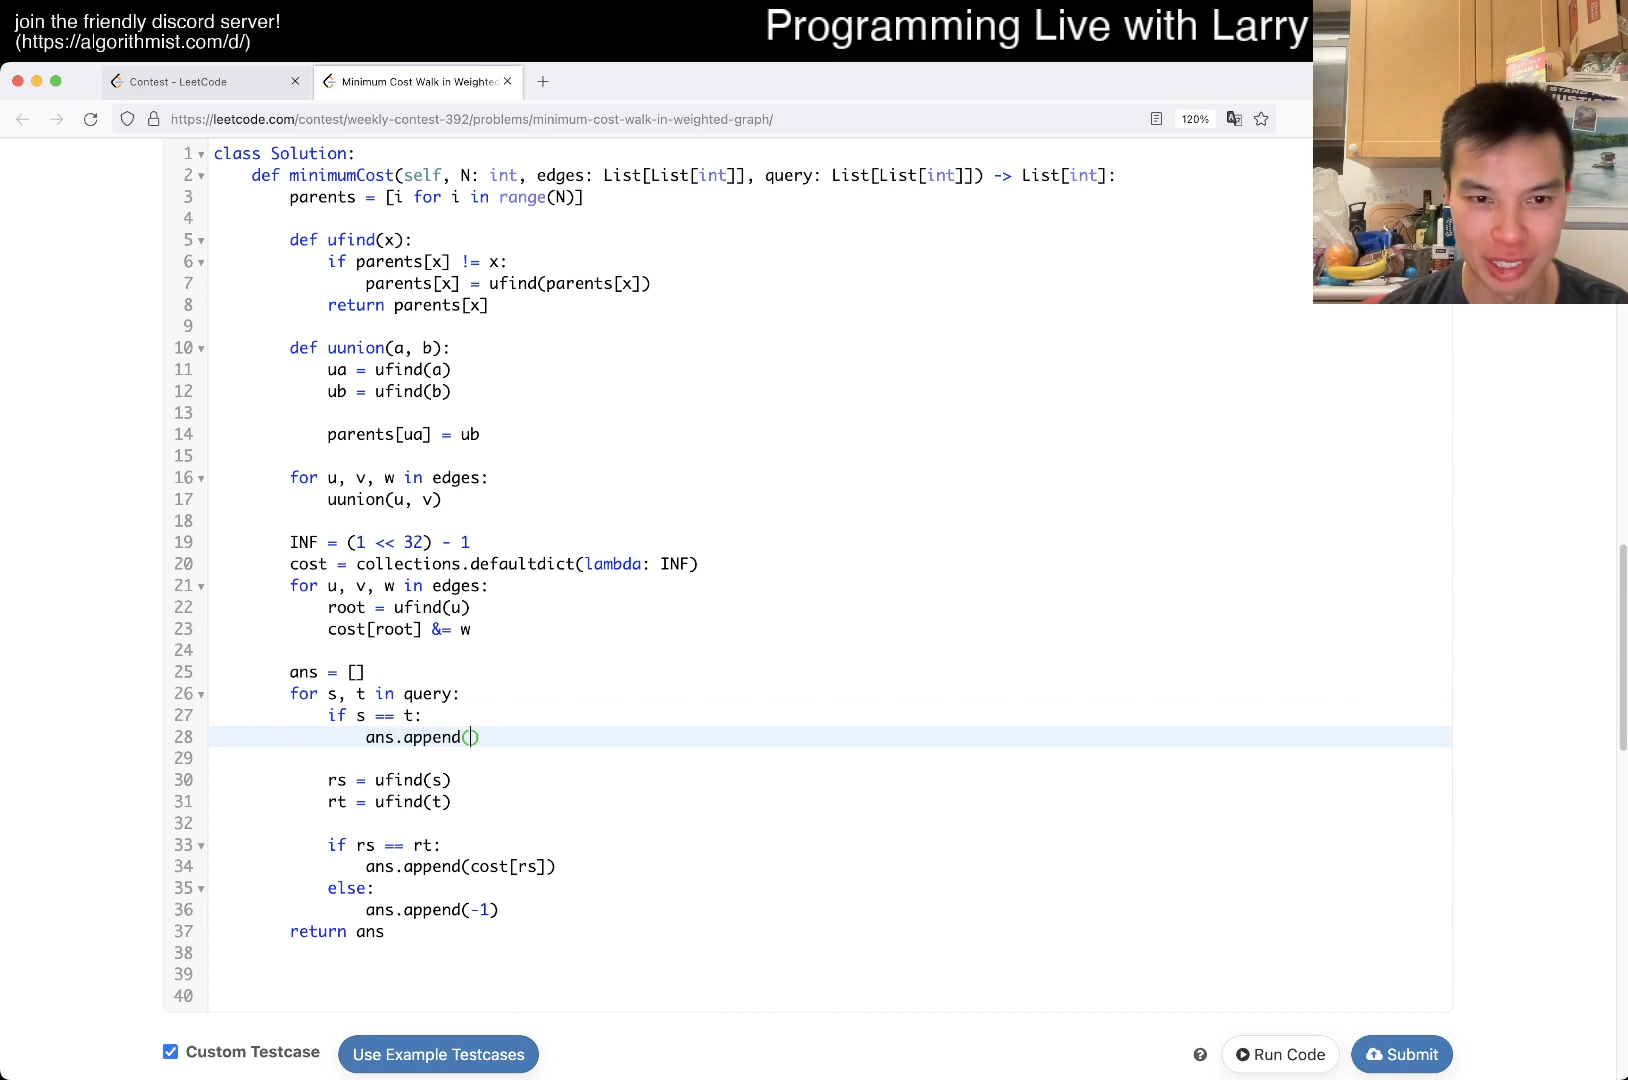 join the friendly discord server!
(https://algorithmist.com/d/)
Programming Live with Larry
Contest - LeetCode
Minimum Cost Walk in Weighted
https://leetcode.com/contest/weekly-contest-392/problems/minimum-cost-walk-in-weighted-graph/
120%
1 class Solution:
2 def minimumCost(self, N: int, edges: List[List[int]], query: List[List[int]]) -> List[int]:
3 parents = [i for i in range(N)]
4
5 def ufind(x):
6 if parents[x] != x:
7 parents[x] = ufind(parents[x])
8 return parents[x]
9
10 def uunion(a, b):
11 ua = ufind(a)
12 ub = ufind(b)
13
14 parents[ua] = ub
15
16 for u, v, w in edges:
17 uunion(u, v)
18
19 INF = (1 << 32) - 1
20 cost = collections.defaultdict(lambda: INF)
21 for u, v, w in edges:
22 root = ufind(u)
23 cost[root] &= w
24
25 ans = []
26 for s, t in query:
27 if s == t:
28 ans.append()
29
30 rs = ufind(s)
31 rt = ufind(t)
32
33 if rs == rt:
34 ans.append(cost[rs])
35 else:
36 ans.append(-1)
37 return ans
38
39
40
Custom Testcase
Use Example Testcases
Run Code
Submit